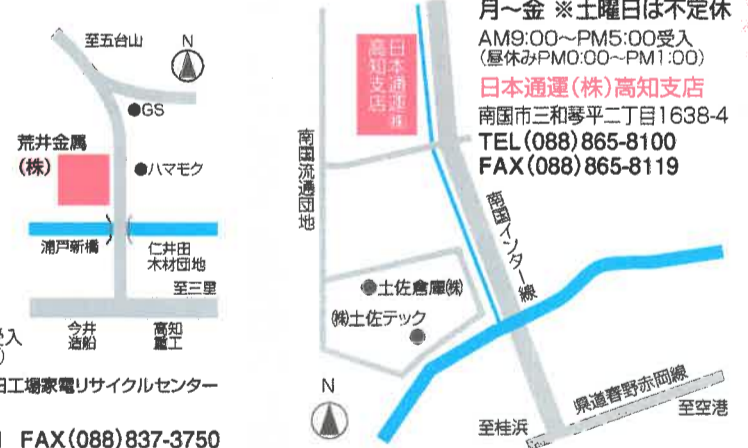 至五台山
N
●GS
荒井金属
(株)
●ハマモク
浦戸新橋
仁井田
木材団地
至三里
今井
造船
高知
重工
工場家電リサイクルセンター
FAX(088)837-3750
月〜金 ※土曜日は不定休
AM9:00〜PM5:00受入
(昼休みPM0:00〜PM1:00)
日本通運(株)高知支店
南国市三和琴平二丁目1638-4
TEL(088)865-8100
FAX(088)865-8119
日本通運㈱
高知支店
南国流通団地
南国インター線
●土佐倉庫㈱
㈱土佐テック
N
県道春野赤岡線
至桂浜
至空港